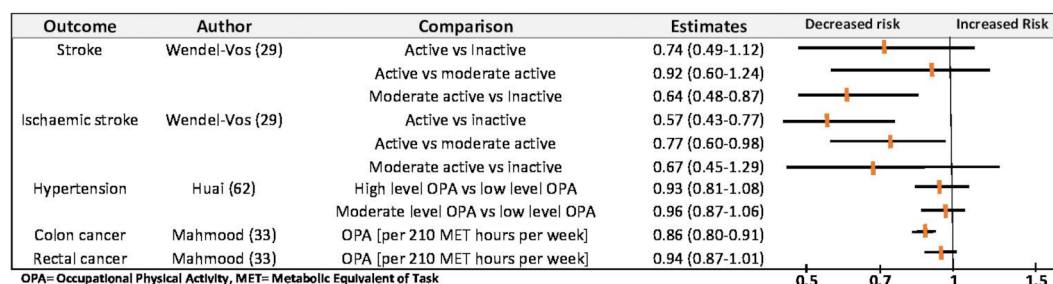 Outcome Author Comparison Estimates Decreased risk Increased Risk
Stroke Wendel-Vos (29) Active vs Inactive 0.74 (0.49-1.12)
Active vs moderate active 0.92 (0.60-1.24)
Moderate active vs Inactive 0.64 (0.48-0.87)
Ischaemic stroke Wendel-Vos (29) Active vs inactive 0.57 (0.43-0.77)
Active vs moderate active 0.77 (0.60-0.98)
Moderate active vs inactive 0.67 (0.45-1.29)
Hypertension Huai (62) High level OPA vs low level OPA 0.93 (0.81-1.08)
Moderate level OPA vs low level OPA 0.96 (0.87-1.06)
Colon cancer Mahmood (33) OPA [per 210 MET hours per week] 0.86 (0.80-0.91)
Rectal cancer Mahmood (33) OPA [per 210 MET hours per week] 0.94 (0.87-1.01)
OPA= Occupational Physical Activity, MET= Metabolic Equivalent of Task
0.5 0.7 1 1.5